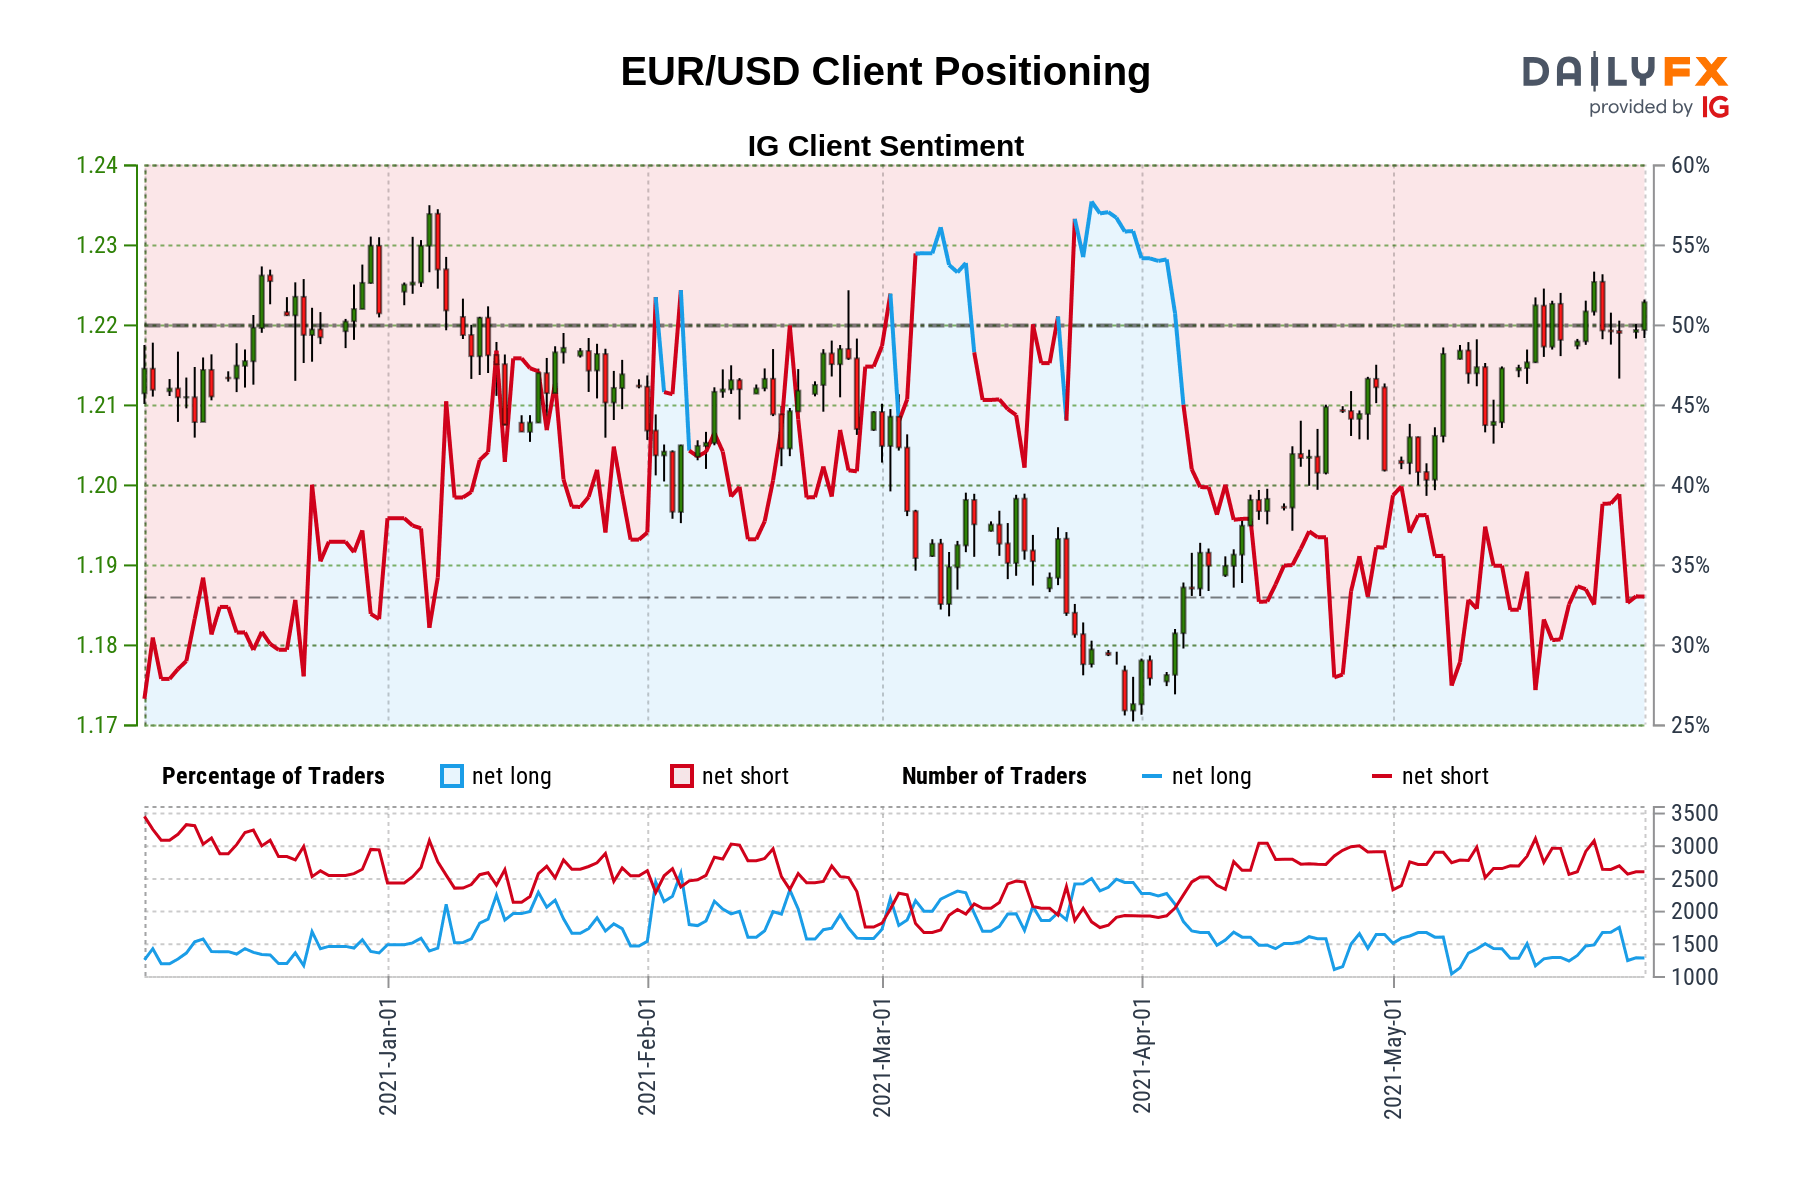 EUR/USD Client Positioning
DAILYFX
provided by IG
IG Client Sentiment
1.24
1.23
1.22
1.21
1.20
1.19
1.18
1.17
60%
55%
50%
45%
40%
35%
30%
25%
Percentage of Traders net long net short Number of Traders net long net short
3500
3000
2500
2000
1500
1000
2021-Jan-01
2021-Feb-01
2021-Mar-01
2021-Apr-01
2021-May-01